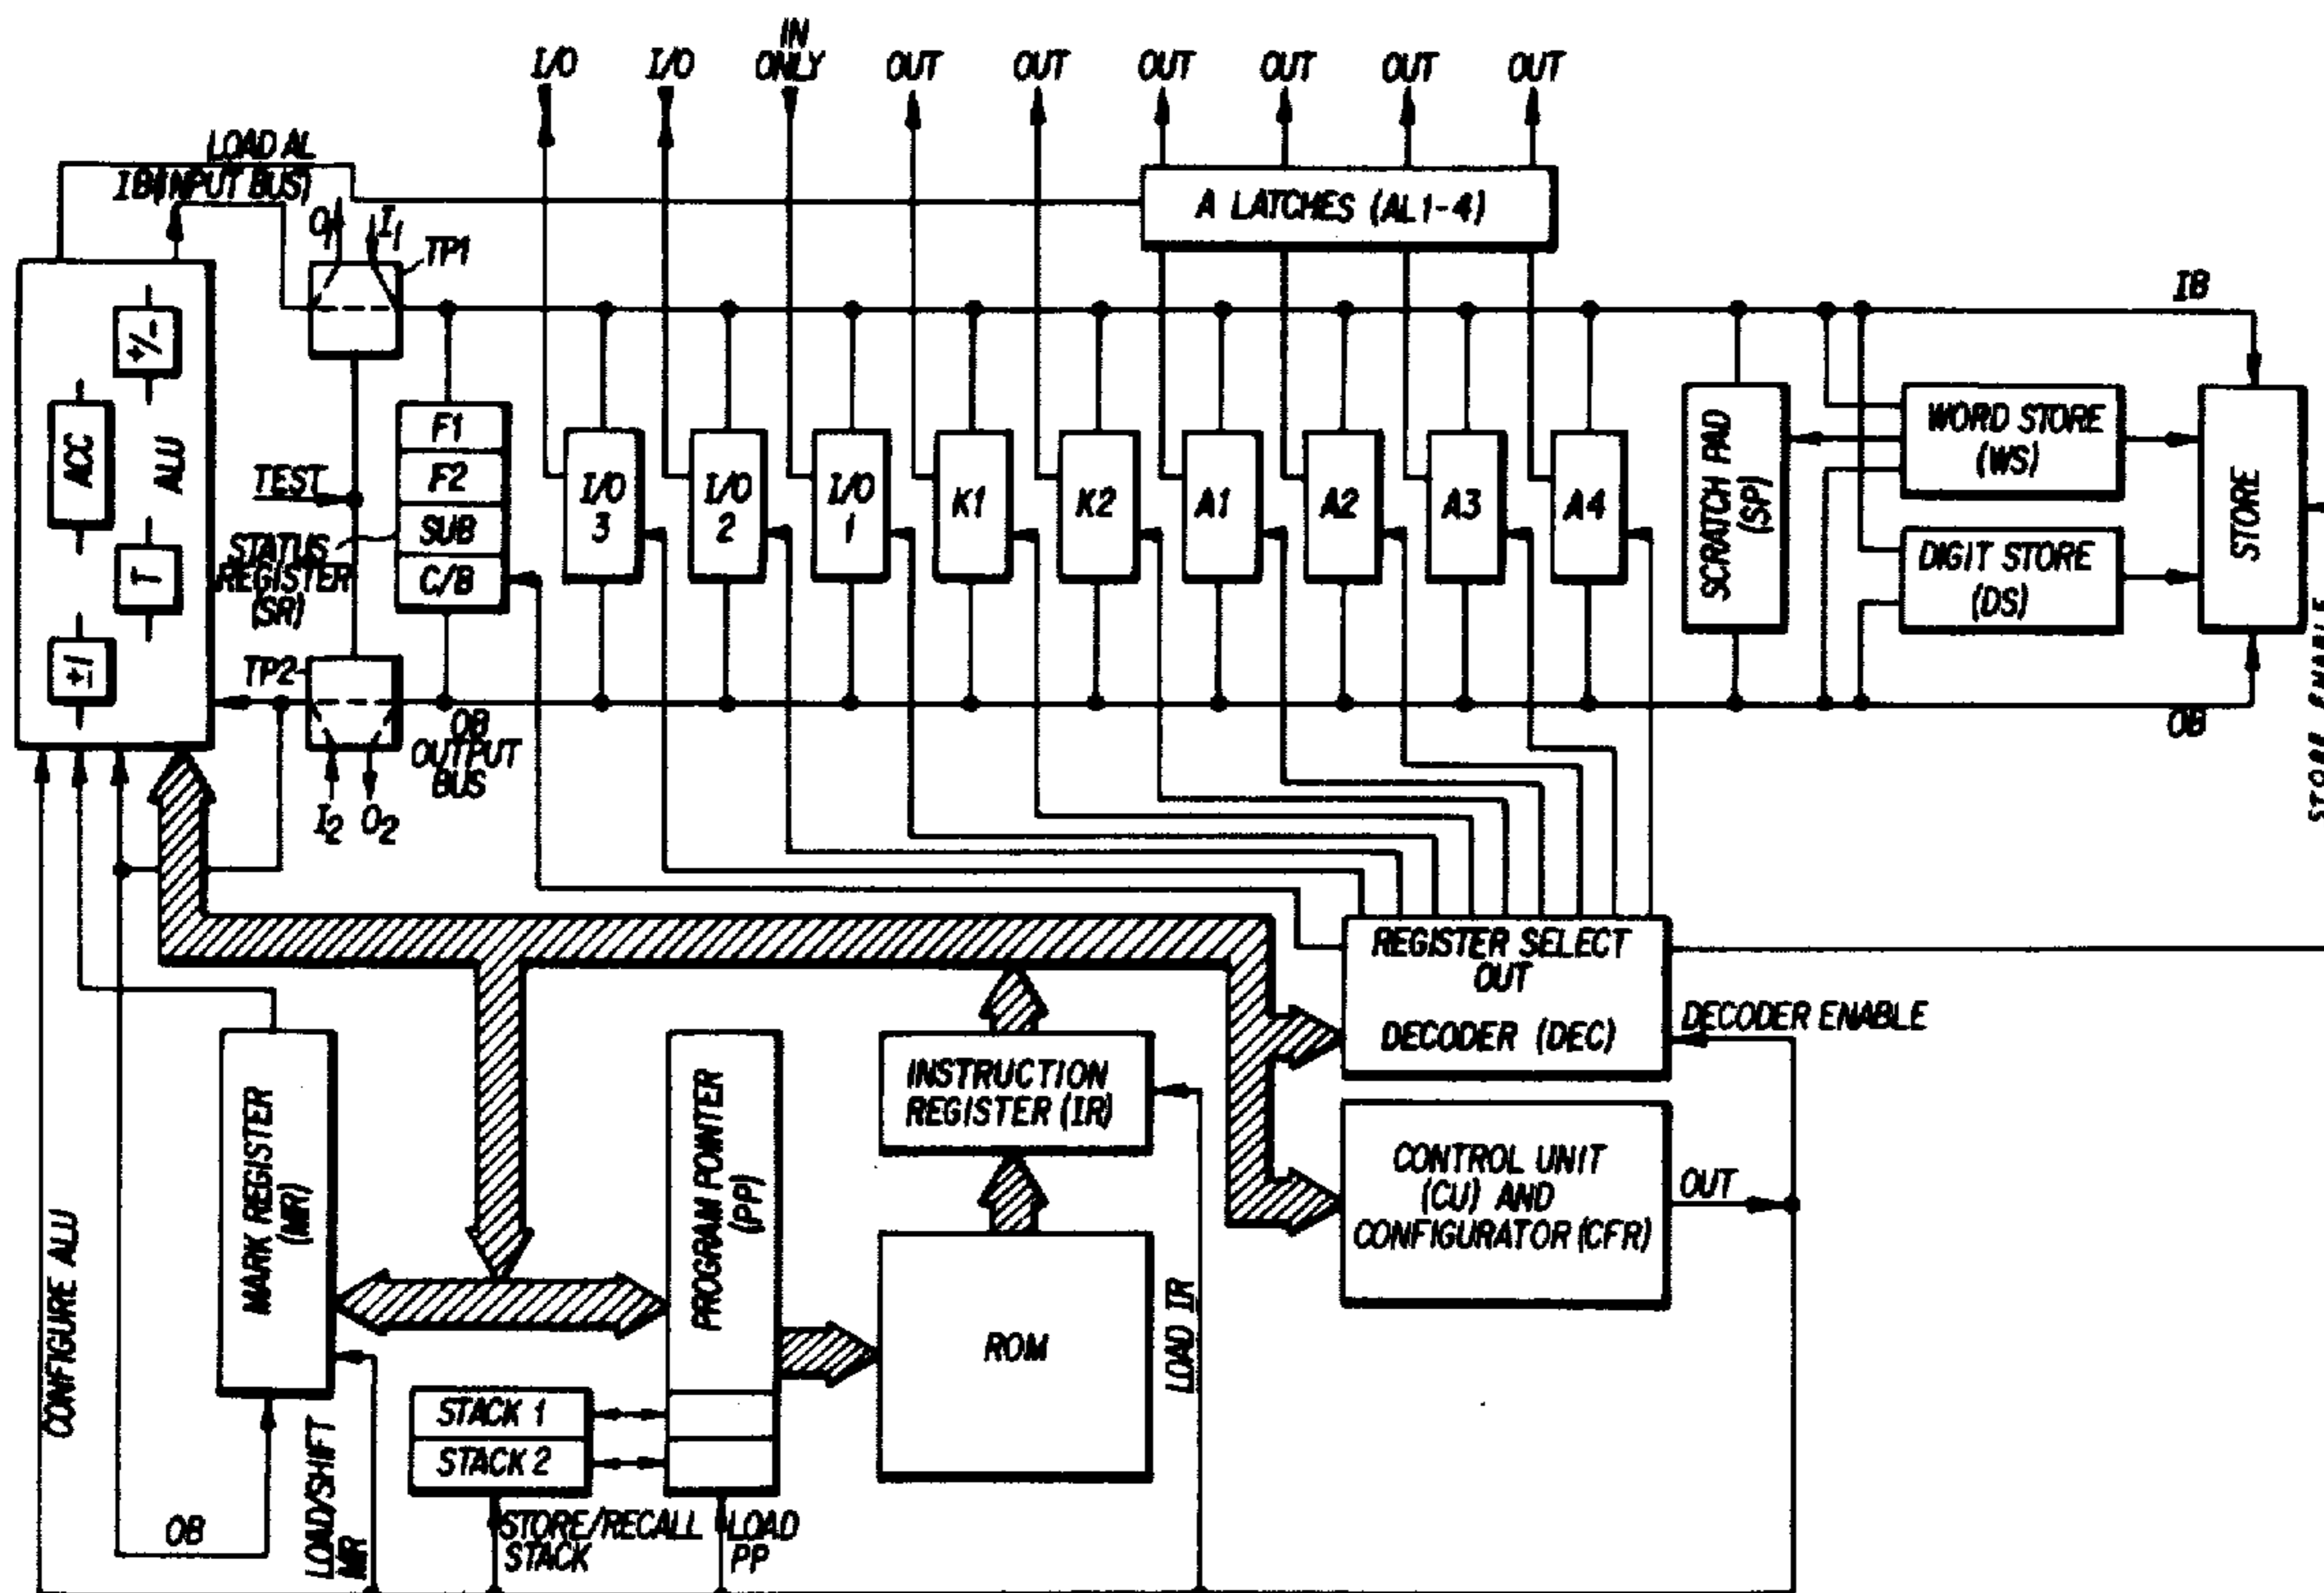 I/O
I/O
IN
ONLY
OUT
OUT
OUT
OUT
OUT
OUT
LOAD AL
IB (INPUT BUS)
O1
I1
TP1
A LATCHES (AL1-4)
IB
+/-
ACC
ALU
T
±1
TEST
STATUS
REGISTER
(SR)
F1
F2
SUB
C/B
I/O
3
I/O
2
I/O
1
K1
K2
A1
A2
A3
A4
SCRATCH PAD
(SP)
WORD STORE
(WS)
DIGIT STORE
(DS)
STORE
STORE ENABLE
TP2
I2
O2
OB
OUTPUT
BUS
OB
REGISTER SELECT
OUT
DECODER (DEC)
DECODER ENABLE
INSTRUCTION
REGISTER (IR)
CONTROL UNIT
(CU) AND
CONFIGURATOR (CFR)
OUT
MARK REGISTER
(MR)
PROGRAM POINTER
(PP)
ROM
LOAD IR
CONFIGURE ALU
STACK 1
STACK 2
OB
LOAD/SHIFT
MR
STORE/RECALL
STACK
LOAD
PP